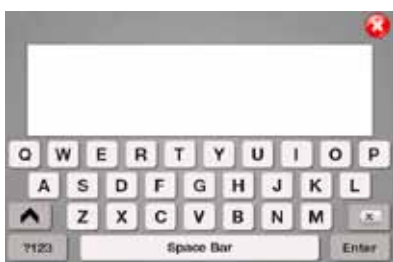 Q W E R T Y U I O P
A S D F G H J K L
Z X C V B N M x
?123 Space Bar Enter